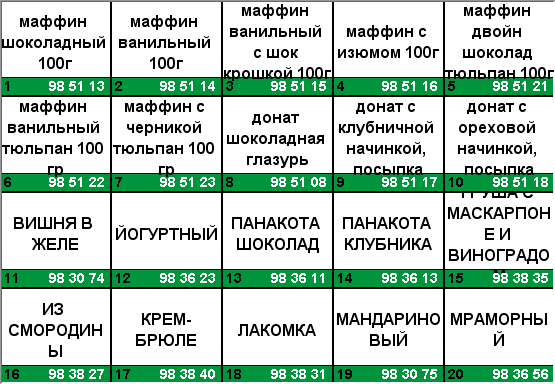 маффин
шоколадный
100г
1 98 51 13
маффин
ванильный
100г
2 98 51 14
маффин
ванильный
с шок
крошкой 100г
3 98 51 15
маффин с
изюмом 100г
4 98 51 16
маффин
двойн
шоколад
тюльпан 100г
5 98 51 21
маффин
ванильный
тюльпан 100
гр
6 98 51 22
маффин с
черникой
тюльпан 100
гр
7 98 51 23
донат
шоколадная
глазурь
8 98 51 08
донат с
клубничной
начинкой,
посыпка
9 98 51 17
донат с
ореховой
начинкой,
посыпка
10 98 51 18
ВИШНЯ В
ЖЕЛЕ
11 98 30 74
ЙОГУРТНЫЙ
12 98 36 23
ПАНАКОТА
ШОКОЛАД
13 98 36 11
ПАНАКОТА
КЛУБНИКА
14 98 36 13
ГРУША С
МАСКАРПОН
Е И
ВИНОГРАДО
15 98 38 35
ИЗ
СМОРОДИН
Ы
16 98 38 27
КРЕМ-
БРЮЛЕ
17 98 38 40
ЛАКОМКА
18 98 38 31
МАНДАРИНО
ВЫЙ
19 98 30 75
МРАМОРНЫ
Й
20 98 36 56